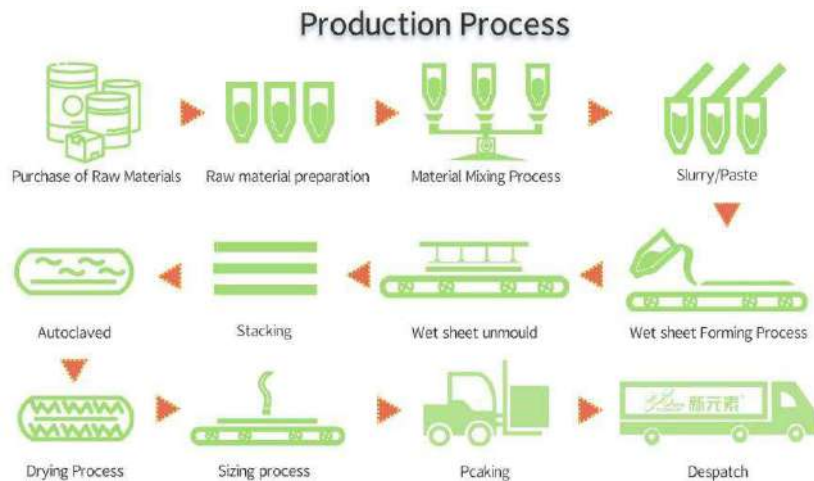 Production Process
Purchase of Raw Materials
Raw material preparation
Material Mixing Process
Slurry/Paste
Autoclaved
Stacking
Wet sheet unmould
Wet sheet Forming Process
Drying Process
Sizing process
Pcaking
Despatch
新元素